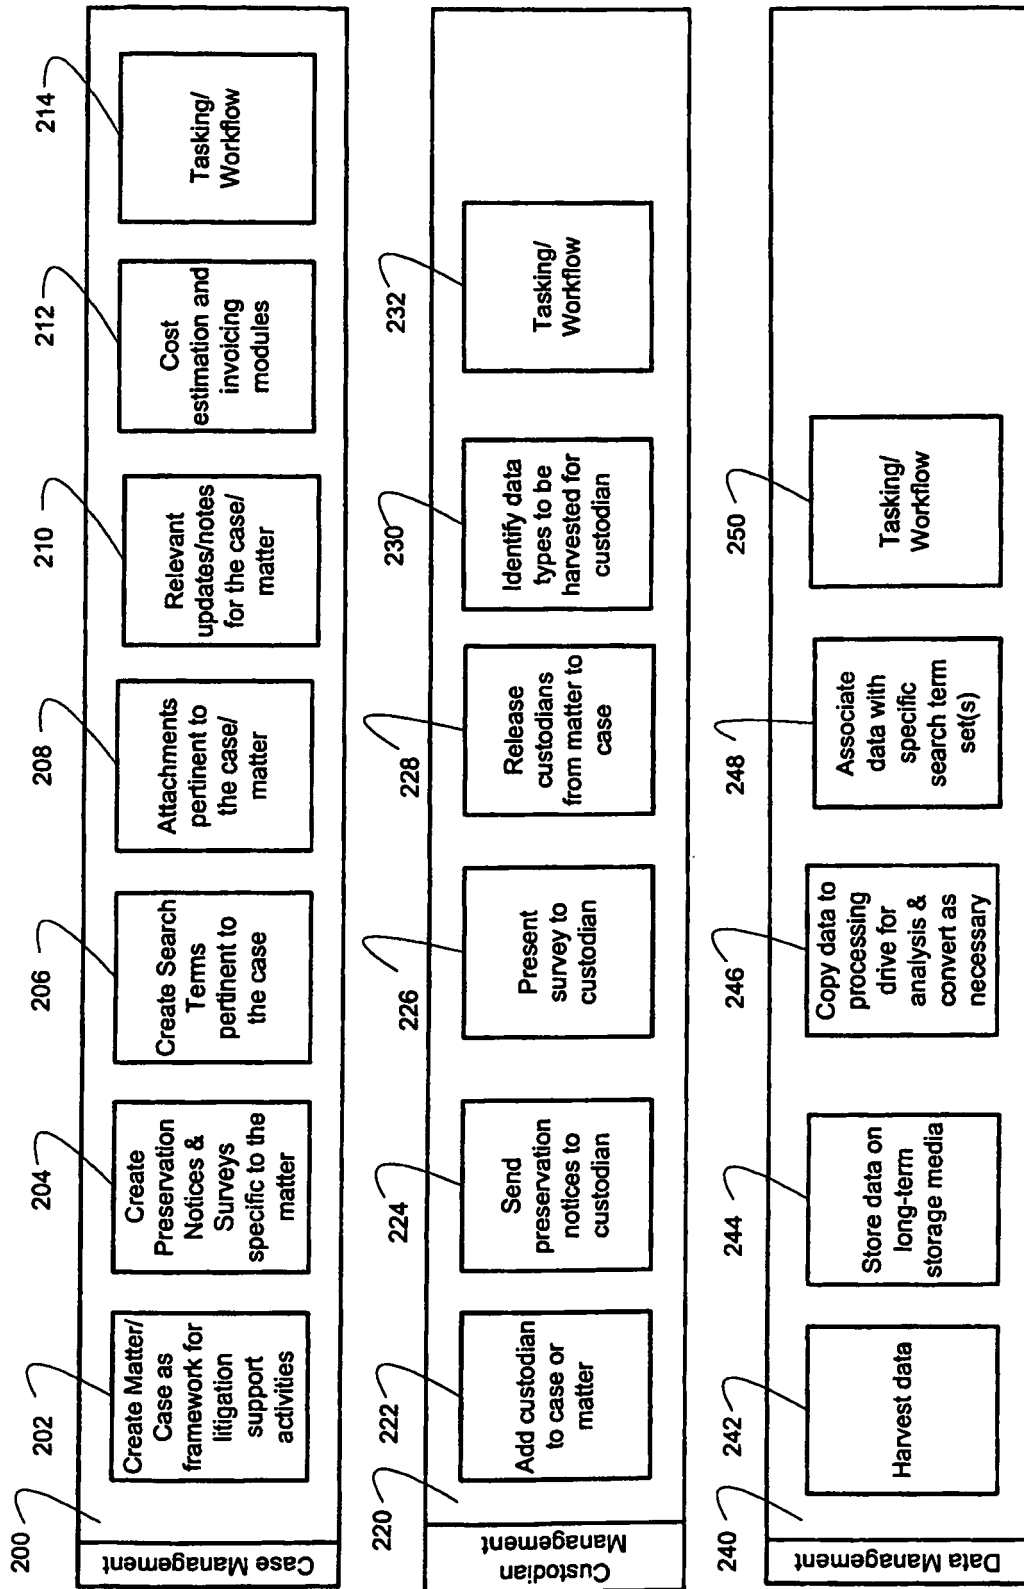 200
202
204
206
208
210
212
214
Case Management
Create Matter/
Case as
framework for
litigation
support
activities
Create
Preservation
Notices &
Surveys
specific to the
matter
Create Search
Terms
pertinent to
the case
Attachments
pertinent to
the case/
matter
Relevant
updates/notes
for the case/
matter
Cost
estimation and
invoicing
modules
Tasking/
Workflow
220
222
224
226
228
230
232
Custodian
Management
Add custodian
to case or
matter
Send
preservation
notices to
custodian
Present
survey to
custodian
Release
custodians
from matter to
case
Identify data
types to be
harvested for
custodian
Tasking/
Workflow
240
242
244
246
248
250
Data Management
Harvest data
Store data on
long-term
storage media
Copy data to
processing
drive for
analysis &
convert as
necessary
Associate
data with
specific
search term
set(s)
Tasking/
Workflow